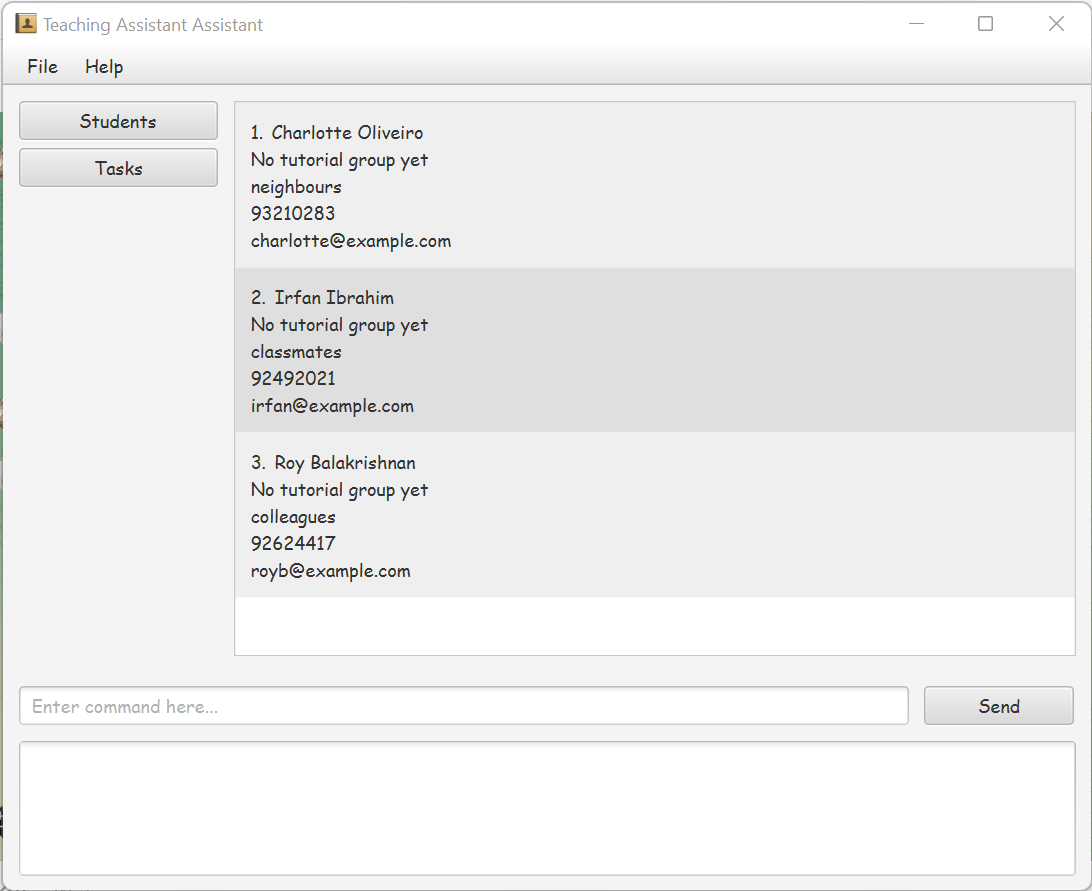 Teaching Assistant Assistant
File Help
Students
Tasks
1. Charlotte Oliveiro
No tutorial group yet
neighbours
93210283
charlotte@example.com
2. Irfan Ibrahim
No tutorial group yet
classmates
92492021
irfan@example.com
3. Roy Balakrishnan
No tutorial group yet
colleagues
92624417
royb@example.com
Enter command here...
Send